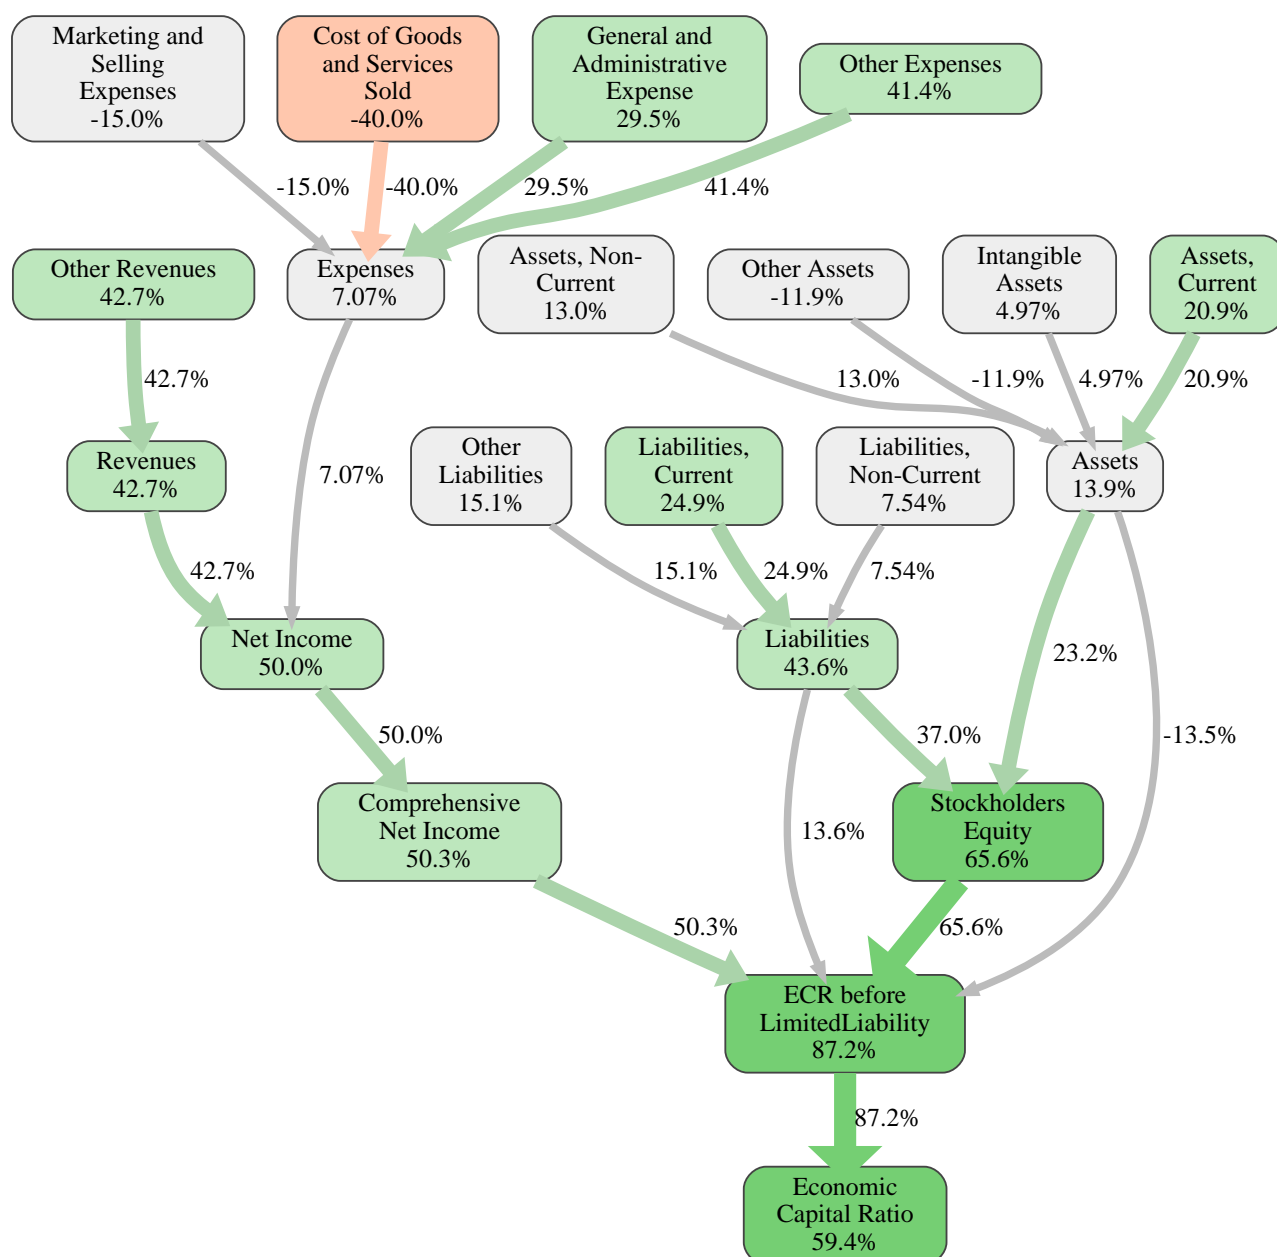 Marketing and
Selling
Expenses
-15.0%
Cost of Goods
and Services
Sold
-40.0%
General and
Administrative
Expense
29.5%
Other Expenses
41.4%
-15.0%
-40.0%
29.5%
41.4%
Other Revenues
42.7%
Expenses
7.07%
Assets, Non-
Current
13.0%
Other Assets
-11.9%
Intangible
Assets
4.97%
Assets,
Current
20.9%
42.7%
13.0%
-11.9%
4.97%
20.9%
Revenues
42.7%
7.07%
Other
Liabilities
15.1%
Liabilities,
Current
24.9%
Liabilities,
Non-Current
7.54%
Assets
13.9%
42.7%
15.1%
24.9%
7.54%
Net Income
50.0%
Liabilities
43.6%
23.2%
50.0%
37.0%
-13.5%
Comprehensive
Net Income
50.3%
13.6%
Stockholders
Equity
65.6%
50.3%
65.6%
ECR before
LimitedLiability
87.2%
87.2%
Economic
Capital Ratio
59.4%